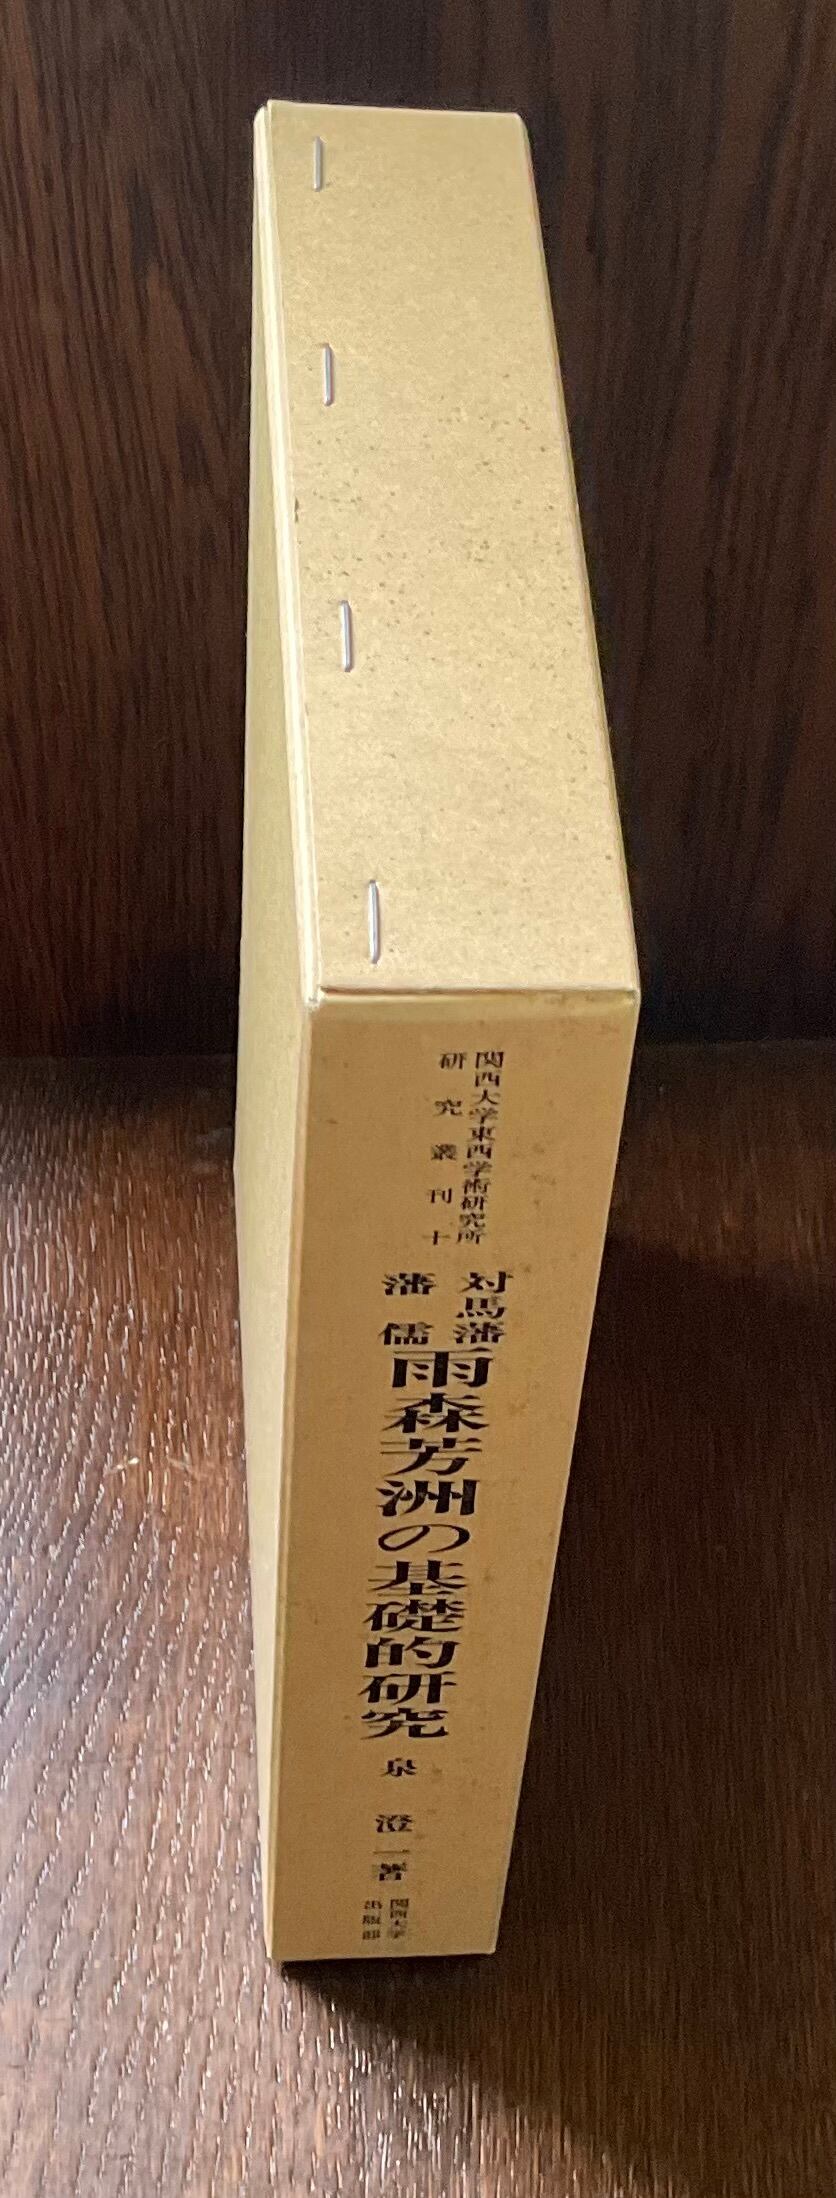 関西大学東西学術研究所
研究叢刊十
対馬藩
藩儒
雨森芳洲の基礎的研究
泉澄一著
関西大学
出版部